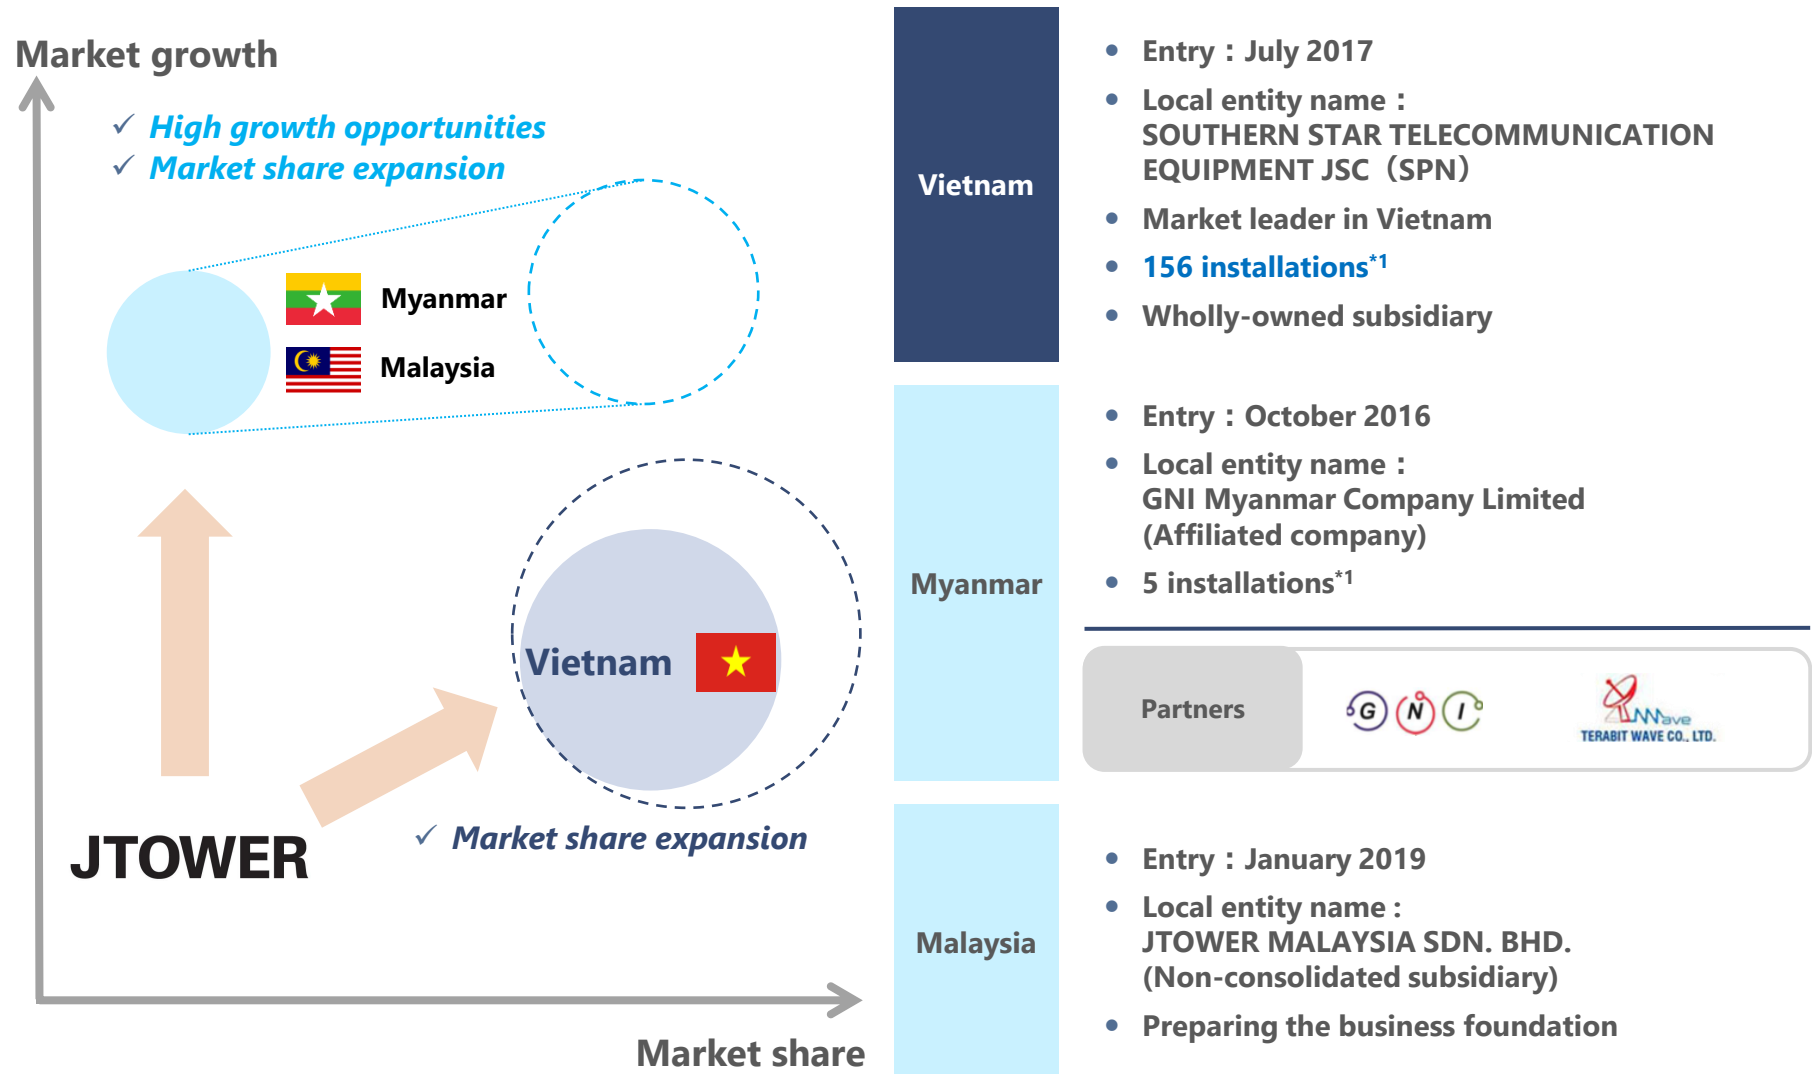 Market growth
✓ High growth opportunities
✓ Market share expansion
Myanmar
Malaysia
Vietnam
✓ Market share expansion
JTOWER
Market share
Vietnam
• Entry：July 2017
• Local entity name：
SOUTHERN STAR TELECOMMUNICATION
EQUIPMENT JSC（SPN）
• Market leader in Vietnam
• 156 installations*1
• Wholly-owned subsidiary
Myanmar
• Entry：October 2016
• Local entity name：
GNI Myanmar Company Limited
(Affiliated company)
• 5 installations*1
Partners
G N I
Wave
TERABIT WAVE CO., LTD.
Malaysia
• Entry：January 2019
• Local entity name :
JTOWER MALAYSIA SDN. BHD.
(Non-consolidated subsidiary)
• Preparing the business foundation